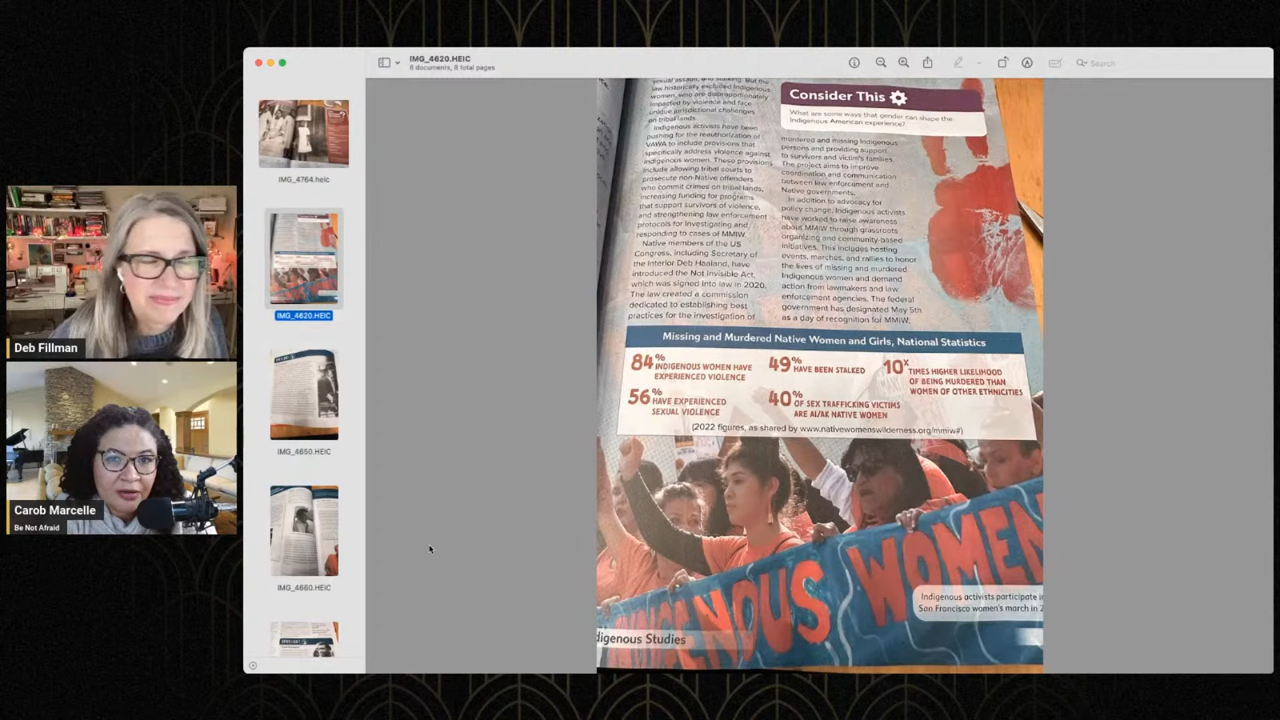 IMG_4620.HEIC
8 documents, 8 total pages
Search
IMG_4764.heic
IMG_4620.HEIC
IMG_4650.HEIC
IMG_4660.HEIC
Deb Fillman
Carob Marcelle
Be Not Afraid
sexual assault, and stalking. But the
law historically excluded Indigenous
women, who are disproportionately
impacted by violence and face
unique jurisdictional challenges
on tribal lands.
Indigenous activists have been
pushing for the reauthorization of
VAWA to include provisions that
specifically address violence against
Indigenous women. These provisions
include allowing tribal courts to
prosecute non-Native offenders
who commit crimes on tribal lands,
increasing funding for programs
that support survivors of violence,
and strengthening law enforcement
protocols for investigating and
responding to cases of MMIW.
Native members of the US
Congress, including Secretary of
the Interior Deb Haaland, have
introduced the Not Invisible Act,
which was signed into law in 2020.
The law created a commission
dedicated to establishing best
practices for the investigation of
Consider This
What are some ways that gender can shape the
Indigenous American experience?
murdered and missing Indigenous
persons and providing support
to survivors and victim's families.
The project aims to improve
coordination and communication
between law enforcement and
Native governments.
In addition to advocacy for
policy change, Indigenous activists
have worked to raise awareness
about MMIW through grassroots
organizing and community-based
initiatives. This includes hosting
events, marches, and rallies to honor
the lives of missing and murdered
Indigenous women and demand
action from lawmakers and law
enforcement agencies. The federal
government has designated May 5th
as a day of recognition for MMIW.
Missing and Murdered Native Women and Girls, National Statistics
84% INDIGENOUS WOMEN HAVE
EXPERIENCED VIOLENCE
49% HAVE BEEN STALKED
10x TIMES HIGHER LIKELIHOOD
OF BEING MURDERED THAN
WOMEN OF OTHER ETHNICITIES
56% HAVE EXPERIENCED
SEXUAL VIOLENCE
40% OF SEX TRAFFICKING VICTIMS
ARE AI/AK NATIVE WOMEN
(2022 figures, as shared by www.nativewomenswilderness.org/mmiw#)
WOMEN
Indigenous activists participate i
San Francisco women's march in 2
digenous Studies